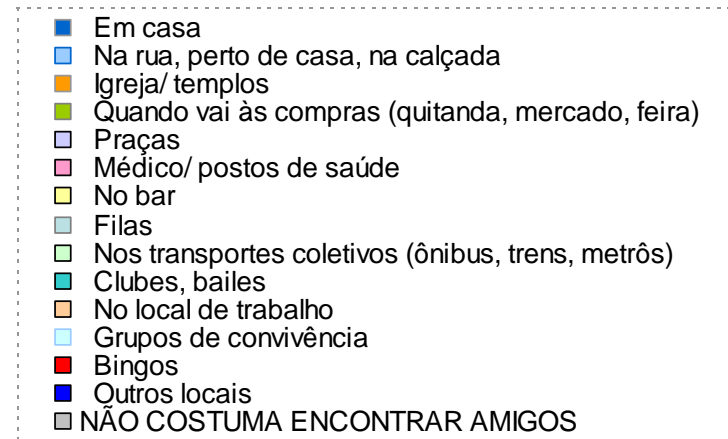 Em casa
Na rua, perto de casa, na calçada
Igreja/ templos
Quando vai às compras (quitanda, mercado, feira)
Praças
Médico/ postos de saúde
No bar
Filas
Nos transportes coletivos (ônibus, trens, metrôs)
Clubes, bailes
No local de trabalho
Grupos de convivência
Bingos
Outros locais
NÃO COSTUMA ENCONTRAR AMIGOS